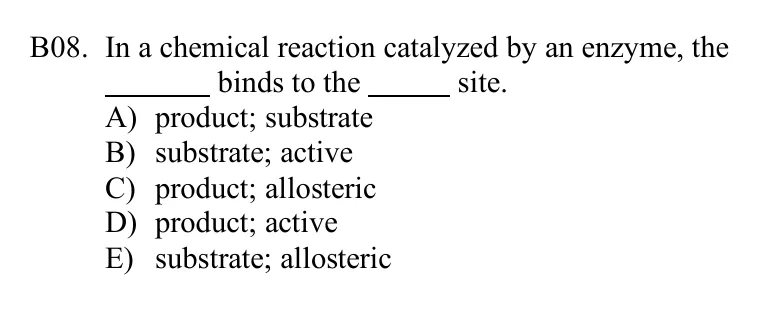 B08. In a chemical reaction catalyzed by an enzyme, the
_______ binds to the ______ site.
A) product; substrate
B) substrate; active
C) product; allosteric
D) product; active
E) substrate; allosteric